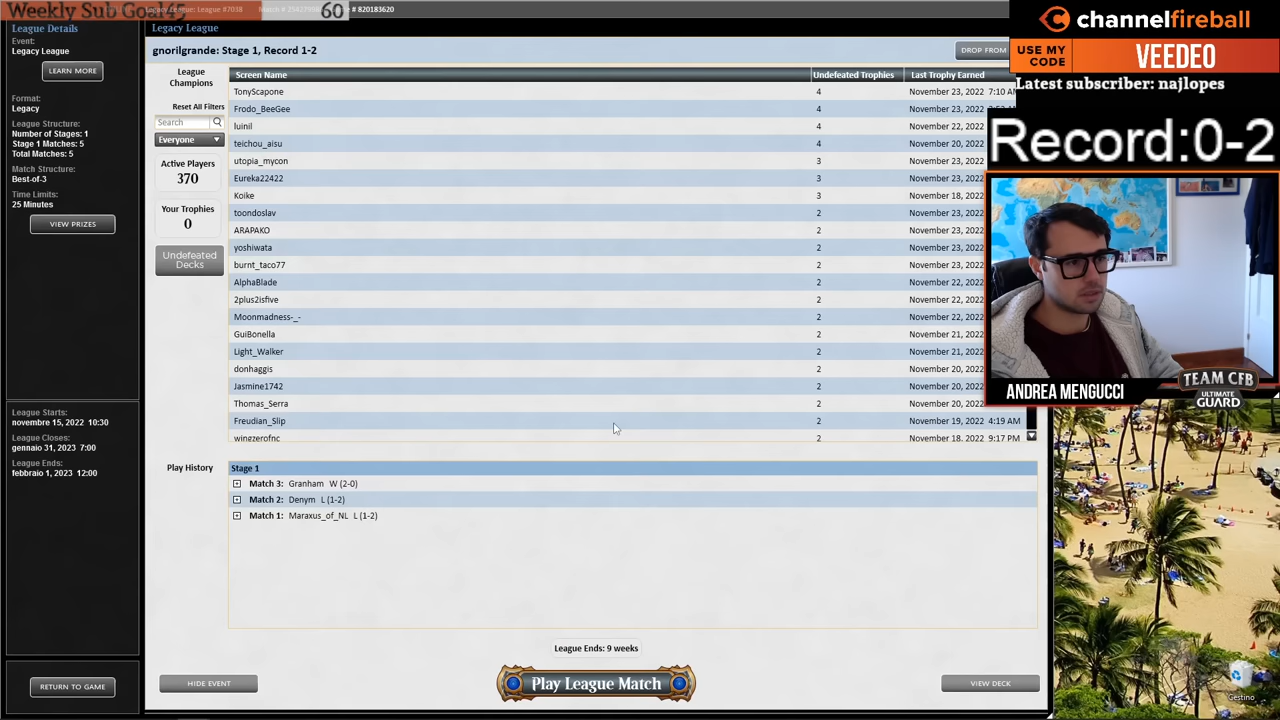 Weekly Sub Goal:
60
Legacy League: League #7038
# 820183620
League Details
Event:
Legacy League
LEARN MORE
Format:
Legacy
League Structure:
Number of Stages: 1
Stage 1 Matches: 5
Total Matches: 5
Match Structure:
Best-of-3
Time Limits:
25 Minutes
VIEW PRIZES
League Starts:
novembre 15, 2022 10:30
League Closes:
gennaio 31, 2023 7:00
League Ends:
febbraio 1, 2023 12:00
RETURN TO GAME
Legacy League
gnorilgrande: Stage 1, Record 1-2
DROP FROM
League Champions
Reset All Filters
Search
Everyone
Active Players
370
Your Trophies
0
Undefeated Decks
Screen Name Undefeated Trophies Last Trophy Earned
TonyScapone 4 November 23, 2022 7:10 AM
Frodo_BeeGee 4 November 23, 2022
luinil 4 November 22, 2022
teichou_aisu 4 November 20, 2022
utopia_mycon 3 November 23, 2022
Eureka22422 3 November 23, 2022
Koike 3 November 18, 2022
toondoslav 2 November 23, 2022
ARAPAKO 2 November 23, 2022
yoshiwata 2 November 23, 2022
burnt_taco77 2 November 23, 2022
AlphaBlade 2 November 22, 2022
2plus2isfive 2 November 22, 2022
Moonmadness-_- 2 November 22, 2022
GuiBonella 2 November 21, 2022
Light_Walker 2 November 21, 2022
donhaggis 2 November 20, 2022
Jasmine1742 2 November 20, 2022
Thomas_Serra 2 November 20, 2022
Freudian_Slip 2 November 19, 2022 4:19 AM
wingzerofnc 2 November 18, 2022 9:17 PM
Play History
Stage 1
Match 3: Granham W (2-0)
Match 2: Denym L (1-2)
Match 1: Maraxus_of_NL L (1-2)
League Ends: 9 weeks
HIDE EVENT
Play League Match
VIEW DECK
channelfireball
USE MY CODE
VEEDEO
Latest subscriber: najlopes
Record:0-2
ANDREA MENGUCCI
TEAM CFB
ULTIMATE GUARD
Cestino